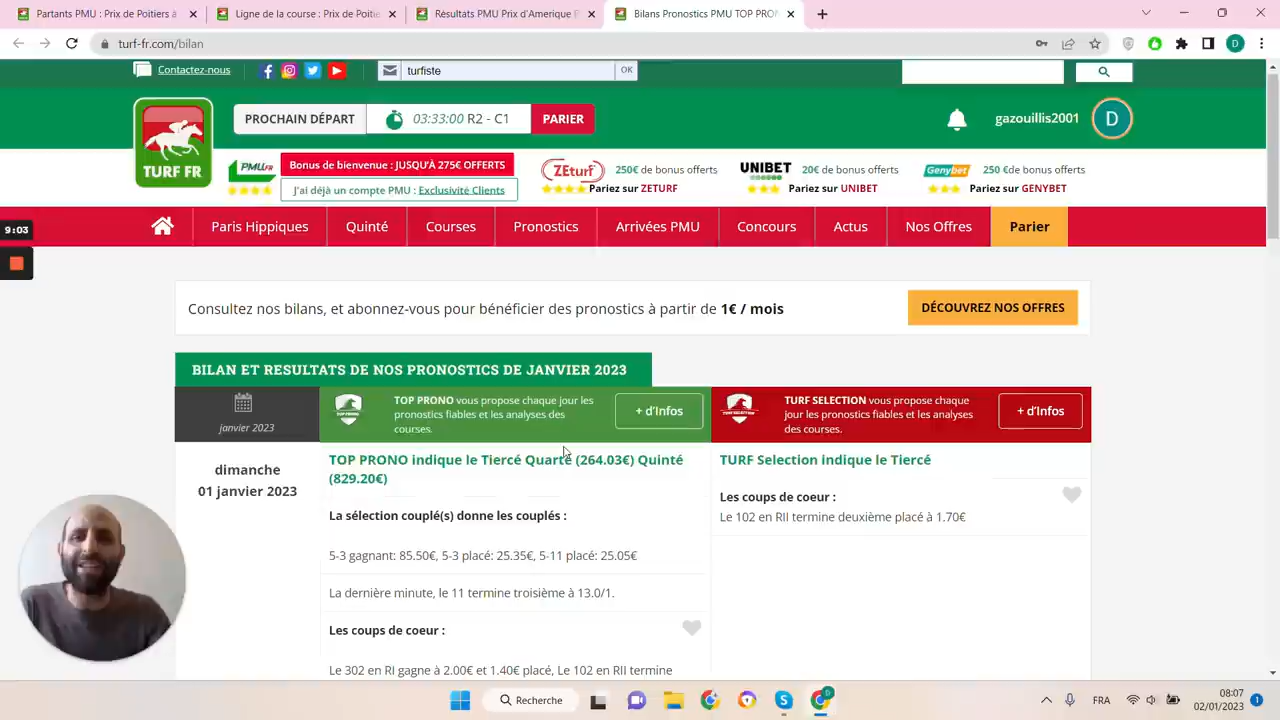 Partants PMU : Prix de Poitiers à
Ligne de la course : TOP PRIX DE
Résultats PMU Prix d'Amerique
Bilans Pronostics PMU TOP PRON
turf-fr.com/bilan
Contactez-nous
turfiste
OK
TURF FR
PROCHAIN DÉPART
03:33:00 R2 - C1
PARIER
gazouillis2001
D
PMU.FR
Bonus de bienvenue : JUSQU'À 275€ OFFERTS
J'ai déjà un compte PMU : Exclusivité Clients
ZEturf
250€ de bonus offerts
Pariez sur ZETURF
UNIBET
20€ de bonus offerts
Pariez sur UNIBET
Genybet
250 €de bonus offerts
Pariez sur GENYBET
9:03
Paris Hippiques
Quinté
Courses
Pronostics
Arrivées PMU
Concours
Actus
Nos Offres
Parier
Consultez nos bilans, et abonnez-vous pour bénéficier des pronostics à partir de 1€ / mois
DÉCOUVREZ NOS OFFRES
BILAN ET RESULTATS DE NOS PRONOSTICS DE JANVIER 2023
janvier 2023
TOP PRONO
TOP PRONO vous propose chaque jour les
pronostics fiables et les analyses des
courses.
+ d'Infos
TURF SELECTION
TURF SELECTION vous propose chaque
jour les pronostics fiables et les analyses
des courses.
+ d'Infos
dimanche
01 janvier 2023
TOP PRONO indique le Tiercé Quarté (264.03€) Quinté
(829.20€)
La sélection couplé(s) donne les couplés :
5-3 gagnant: 85.50€, 5-3 placé: 25.35€, 5-11 placé: 25.05€
La dernière minute, le 11 termine troisième à 13.0/1.
Les coups de coeur :
Le 302 en RI gagne à 2.00€ et 1.40€ placé, Le 102 en RII termine
TURF Selection indique le Tiercé
Les coups de coeur :
Le 102 en RII termine deuxième placé à 1.70€
Recherche
FRA
08:07
02/01/2023